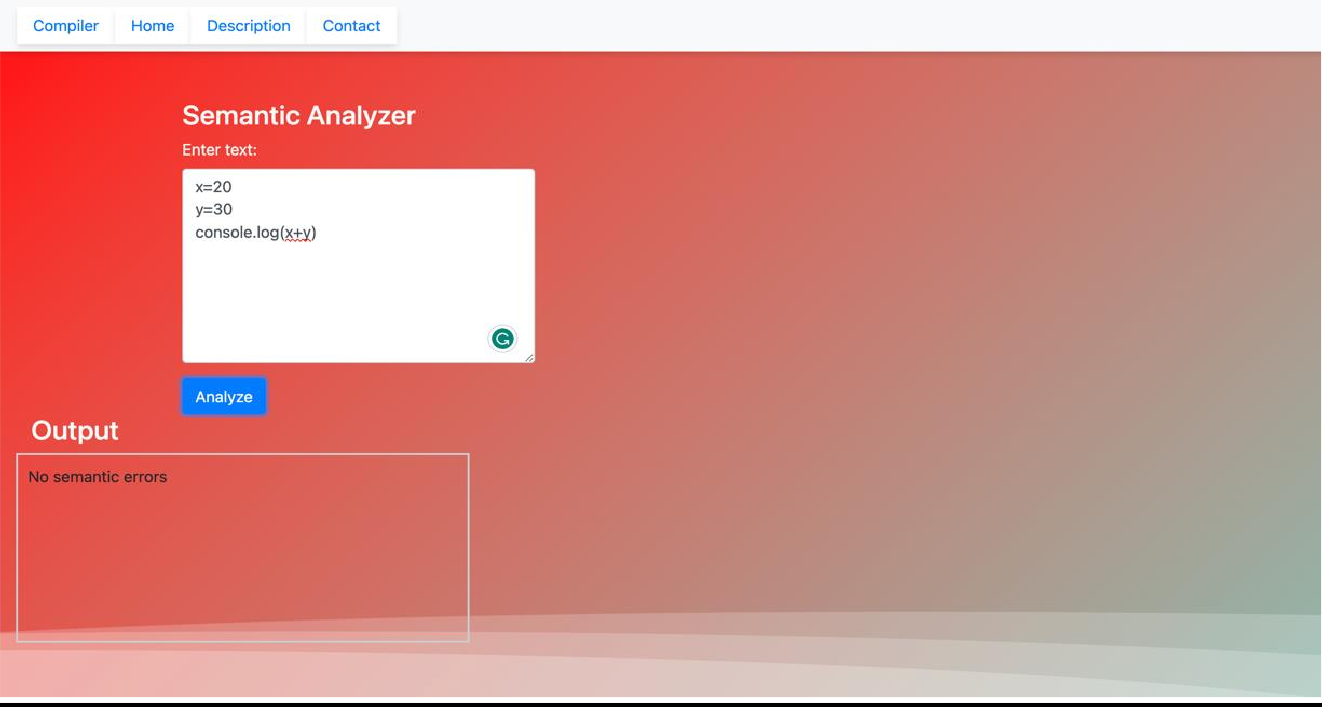 Compiler Home Description Contact
Semantic Analyzer
Enter text:
x=20
y=30
console.log(x+y)
Analyze
Output
No semantic errors